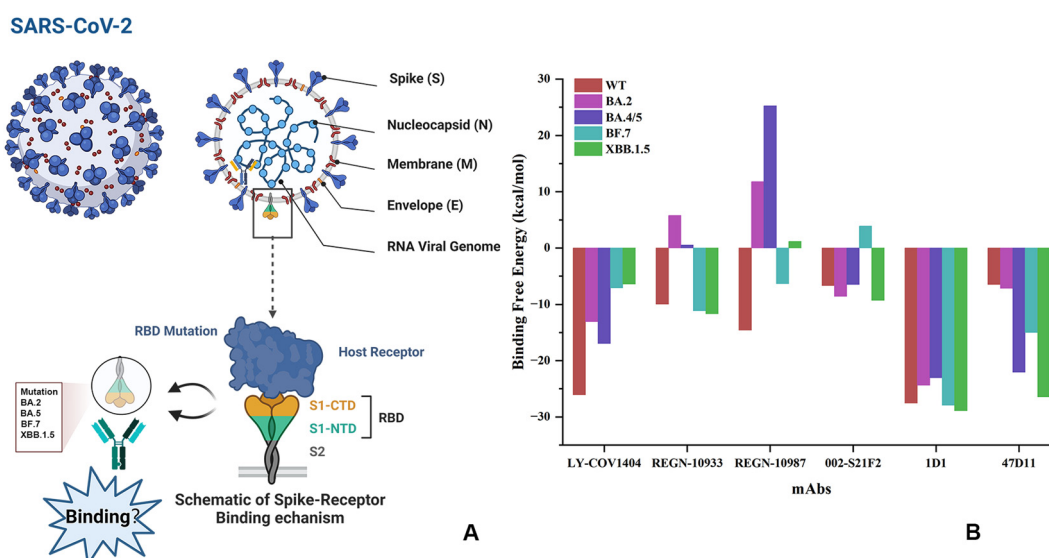 SARS-CoV-2
Spike (S)
Nucleocapsid (N)
Membrane (M)
Envelope (E)
RNA Viral Genome
RBD Mutation
Host Receptor
Mutation
BA.2
BA.5
BF.7
XBB.1.5
S1-CTD
S1-NTD
RBD
S2
Binding?
Schematic of Spike-Receptor
Binding echanism
A
Binding Free Energy (kcal/mol)
30
20
10
0
−10
−20
−30
WT
BA.2
BA.4/5
BF.7
XBB.1.5
LY-COV1404 REGN-10933 REGN-10987 002-S21F2 1D1 47D11
mAbs
B